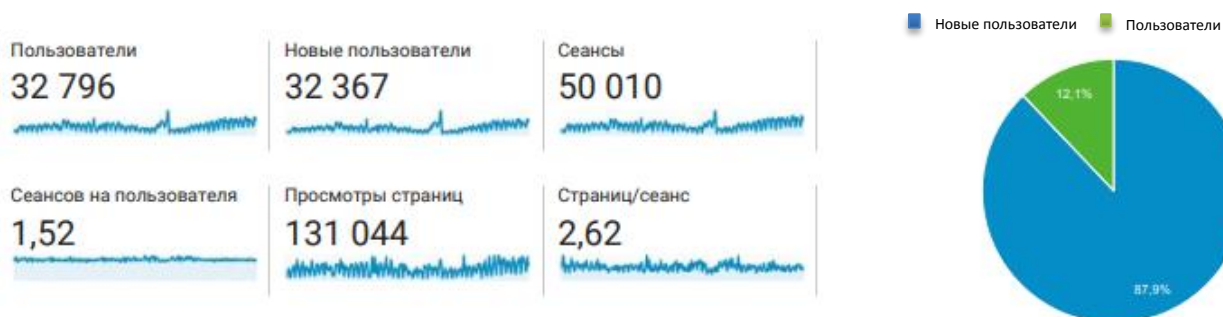 Новые пользователи Пользователи
Пользователи Новые пользователи Сеансы
32 796 32 367 50 010
Сеансов на пользователя Просмотры страниц Страниц/сеанс
1,52 131 044 2,62
12,1%
87,9%